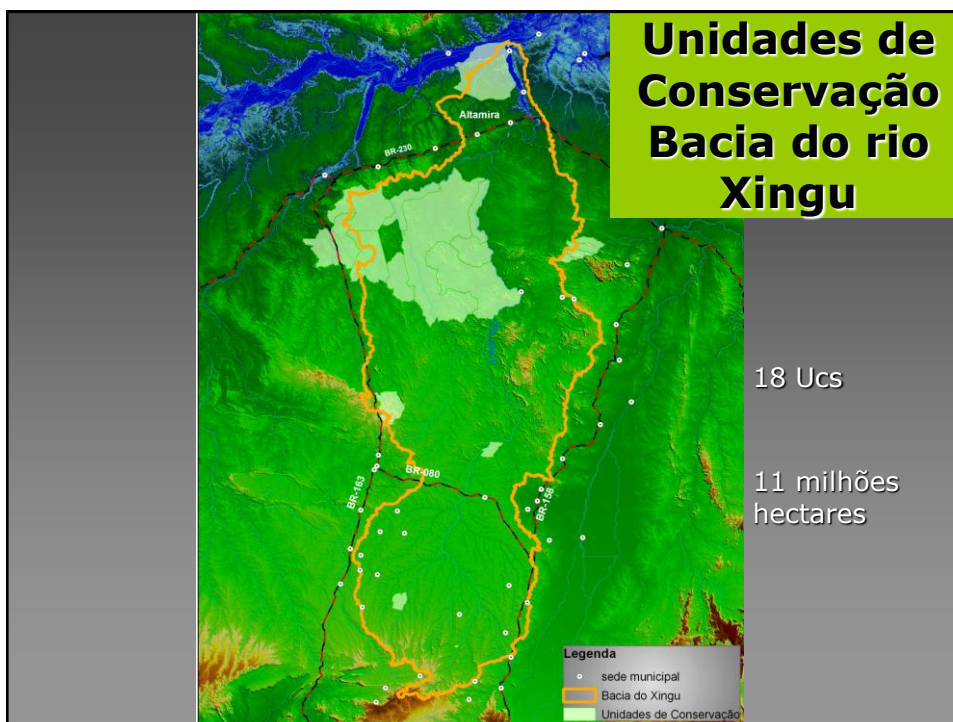 Unidades de
Conservação
Bacia do rio
Xingu
Altamira
BR-230
18 Ucs
11 milhões
hectares
BR-080
BR-163
BR-158
Legenda
sede municipal
Bacia do Xingu
Unidades de Conservação